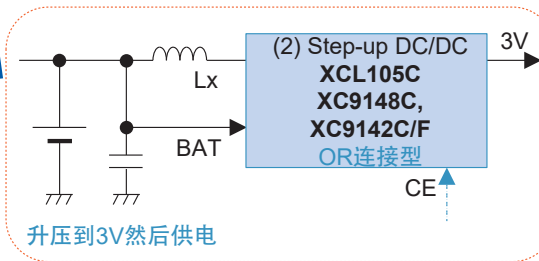 (2) Step-up DC/DC
3V
XCL105C
Lx
XC9148C,
XC9142C/F
BAT
OR连接型
CE
升压到3V然后供电